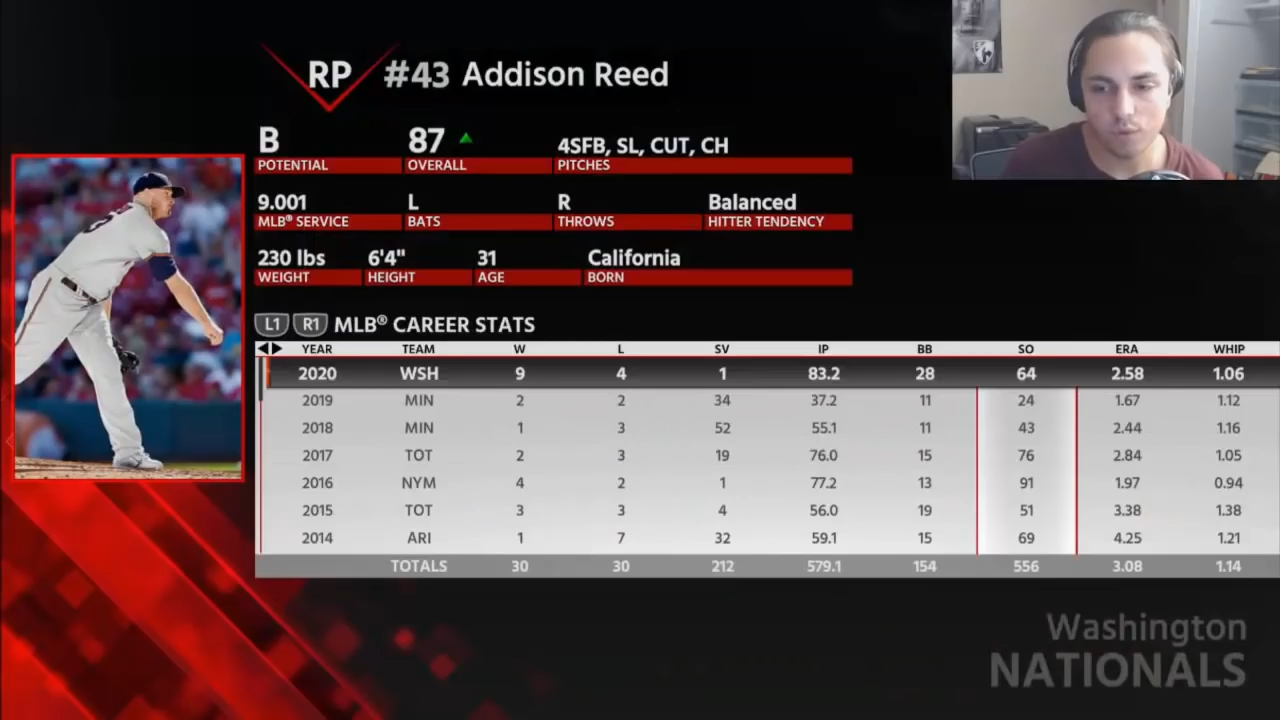 RP #43 Addison Reed
B 87 4SFB, SL, CUT, CH
POTENTIAL OVERALL PITCHES
9.001 L R Balanced
MLB® SERVICE BATS THROWS HITTER TENDENCY
230 lbs 6'4" 31 California
WEIGHT HEIGHT AGE BORN
L1 R1 MLB® CAREER STATS
YEAR TEAM W L SV IP BB SO ERA WHIP
2020 WSH 9 4 1 83.2 28 64 2.58 1.06
2019 MIN 2 2 34 37.2 11 24 1.67 1.12
2018 MIN 1 3 52 55.1 11 43 2.44 1.16
2017 TOT 2 3 19 76.0 15 76 2.84 1.05
2016 NYM 4 2 1 77.2 13 91 1.97 0.94
2015 TOT 3 3 4 56.0 19 51 3.38 1.38
2014 ARI 1 7 32 59.1 15 69 4.25 1.21
TOTALS 30 30 212 579.1 154 556 3.08 1.14
Washington
NATIONALS